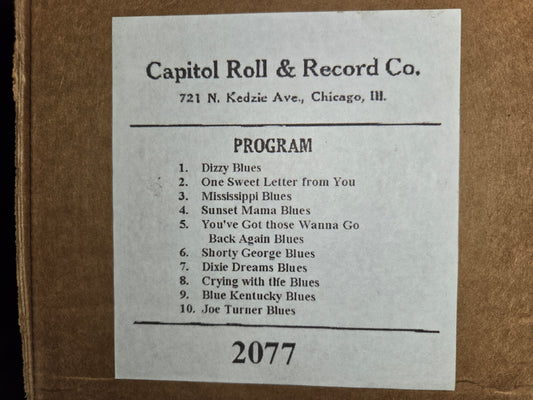 Capitol Roll & Record Co.
721 N. Kedzie Ave., Chicago, Ill.
PROGRAM
1. Dizzy Blues
2. One Sweet Letter from You
3. Mississippi Blues
4. Sunset Mama Blues
5. You've Got those Wanna Go
Back Again Blues
6. Shorty George Blues
7. Dixie Dreams Blues
8. Crying with tlfe Blues
9. Blue Kentucky Blues
10. Joe Turner Blues
2077